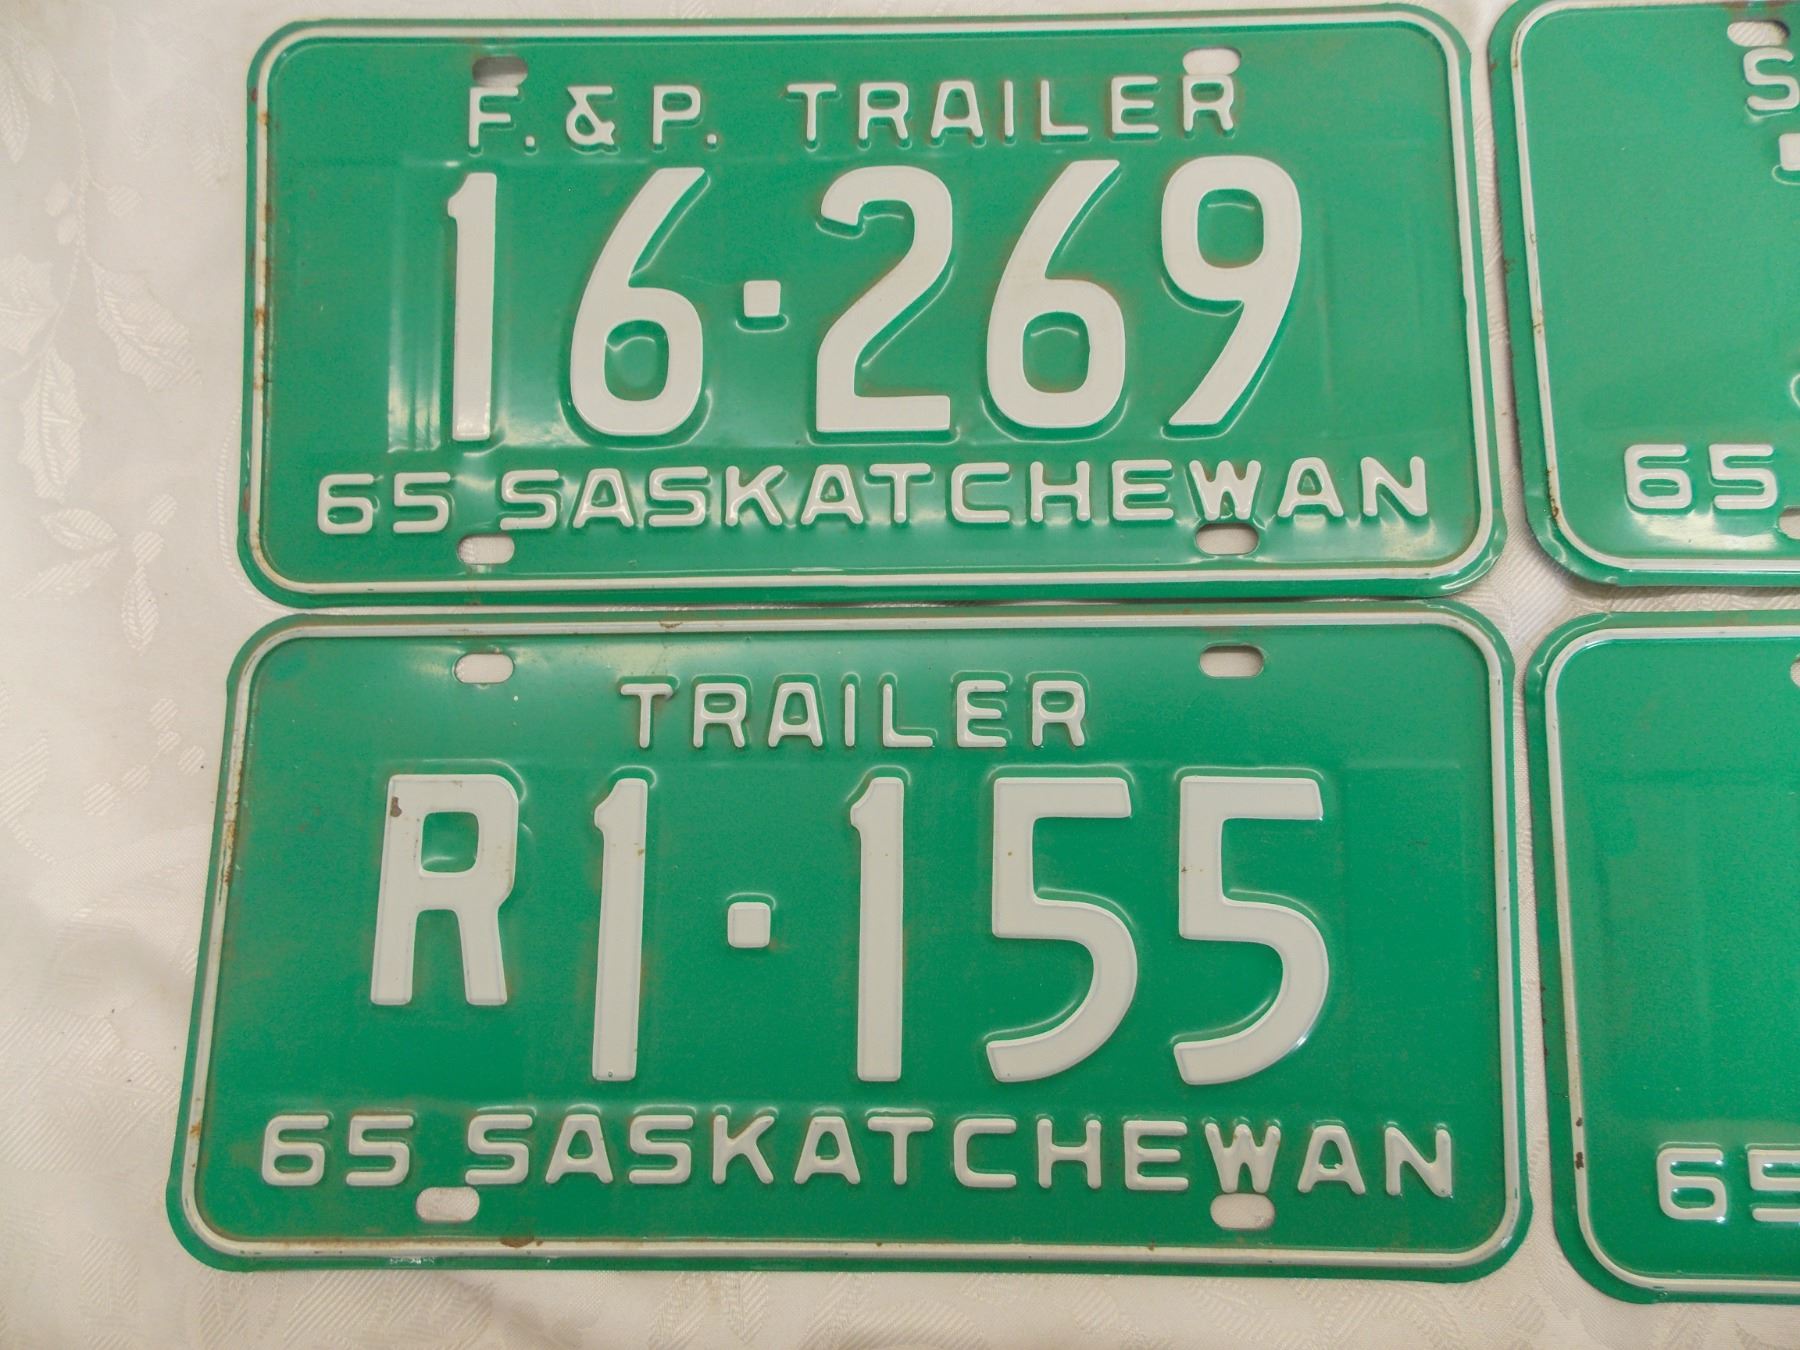 F. & P. TRAILER
16·269
65 SASKATCHEWAN
TRAILER
R1·155
65 SASKATCHEWAN
S
65
65